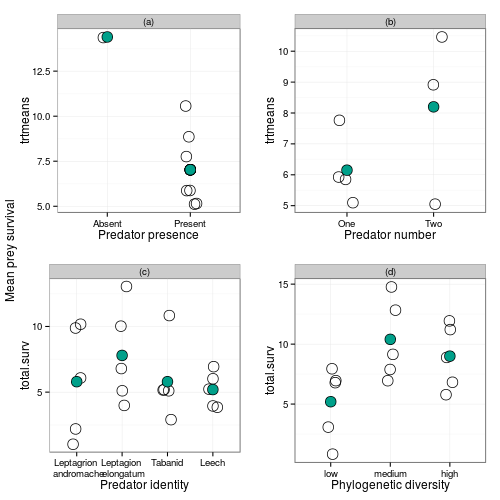 Mean prey survival
(a)
trtmeans
12.5
10.0
7.5
5.0
Absent
Present
Predator presence
(b)
trtmeans
10
9
8
7
6
5
One
Two
Predator number
(c)
total.surv
10
5
Leptagrion
andromache
Leptagion
elongatum
Tabanid
Leech
Predator identity
(d)
total.surv
15
10
5
low
medium
high
Phylogenetic diversity